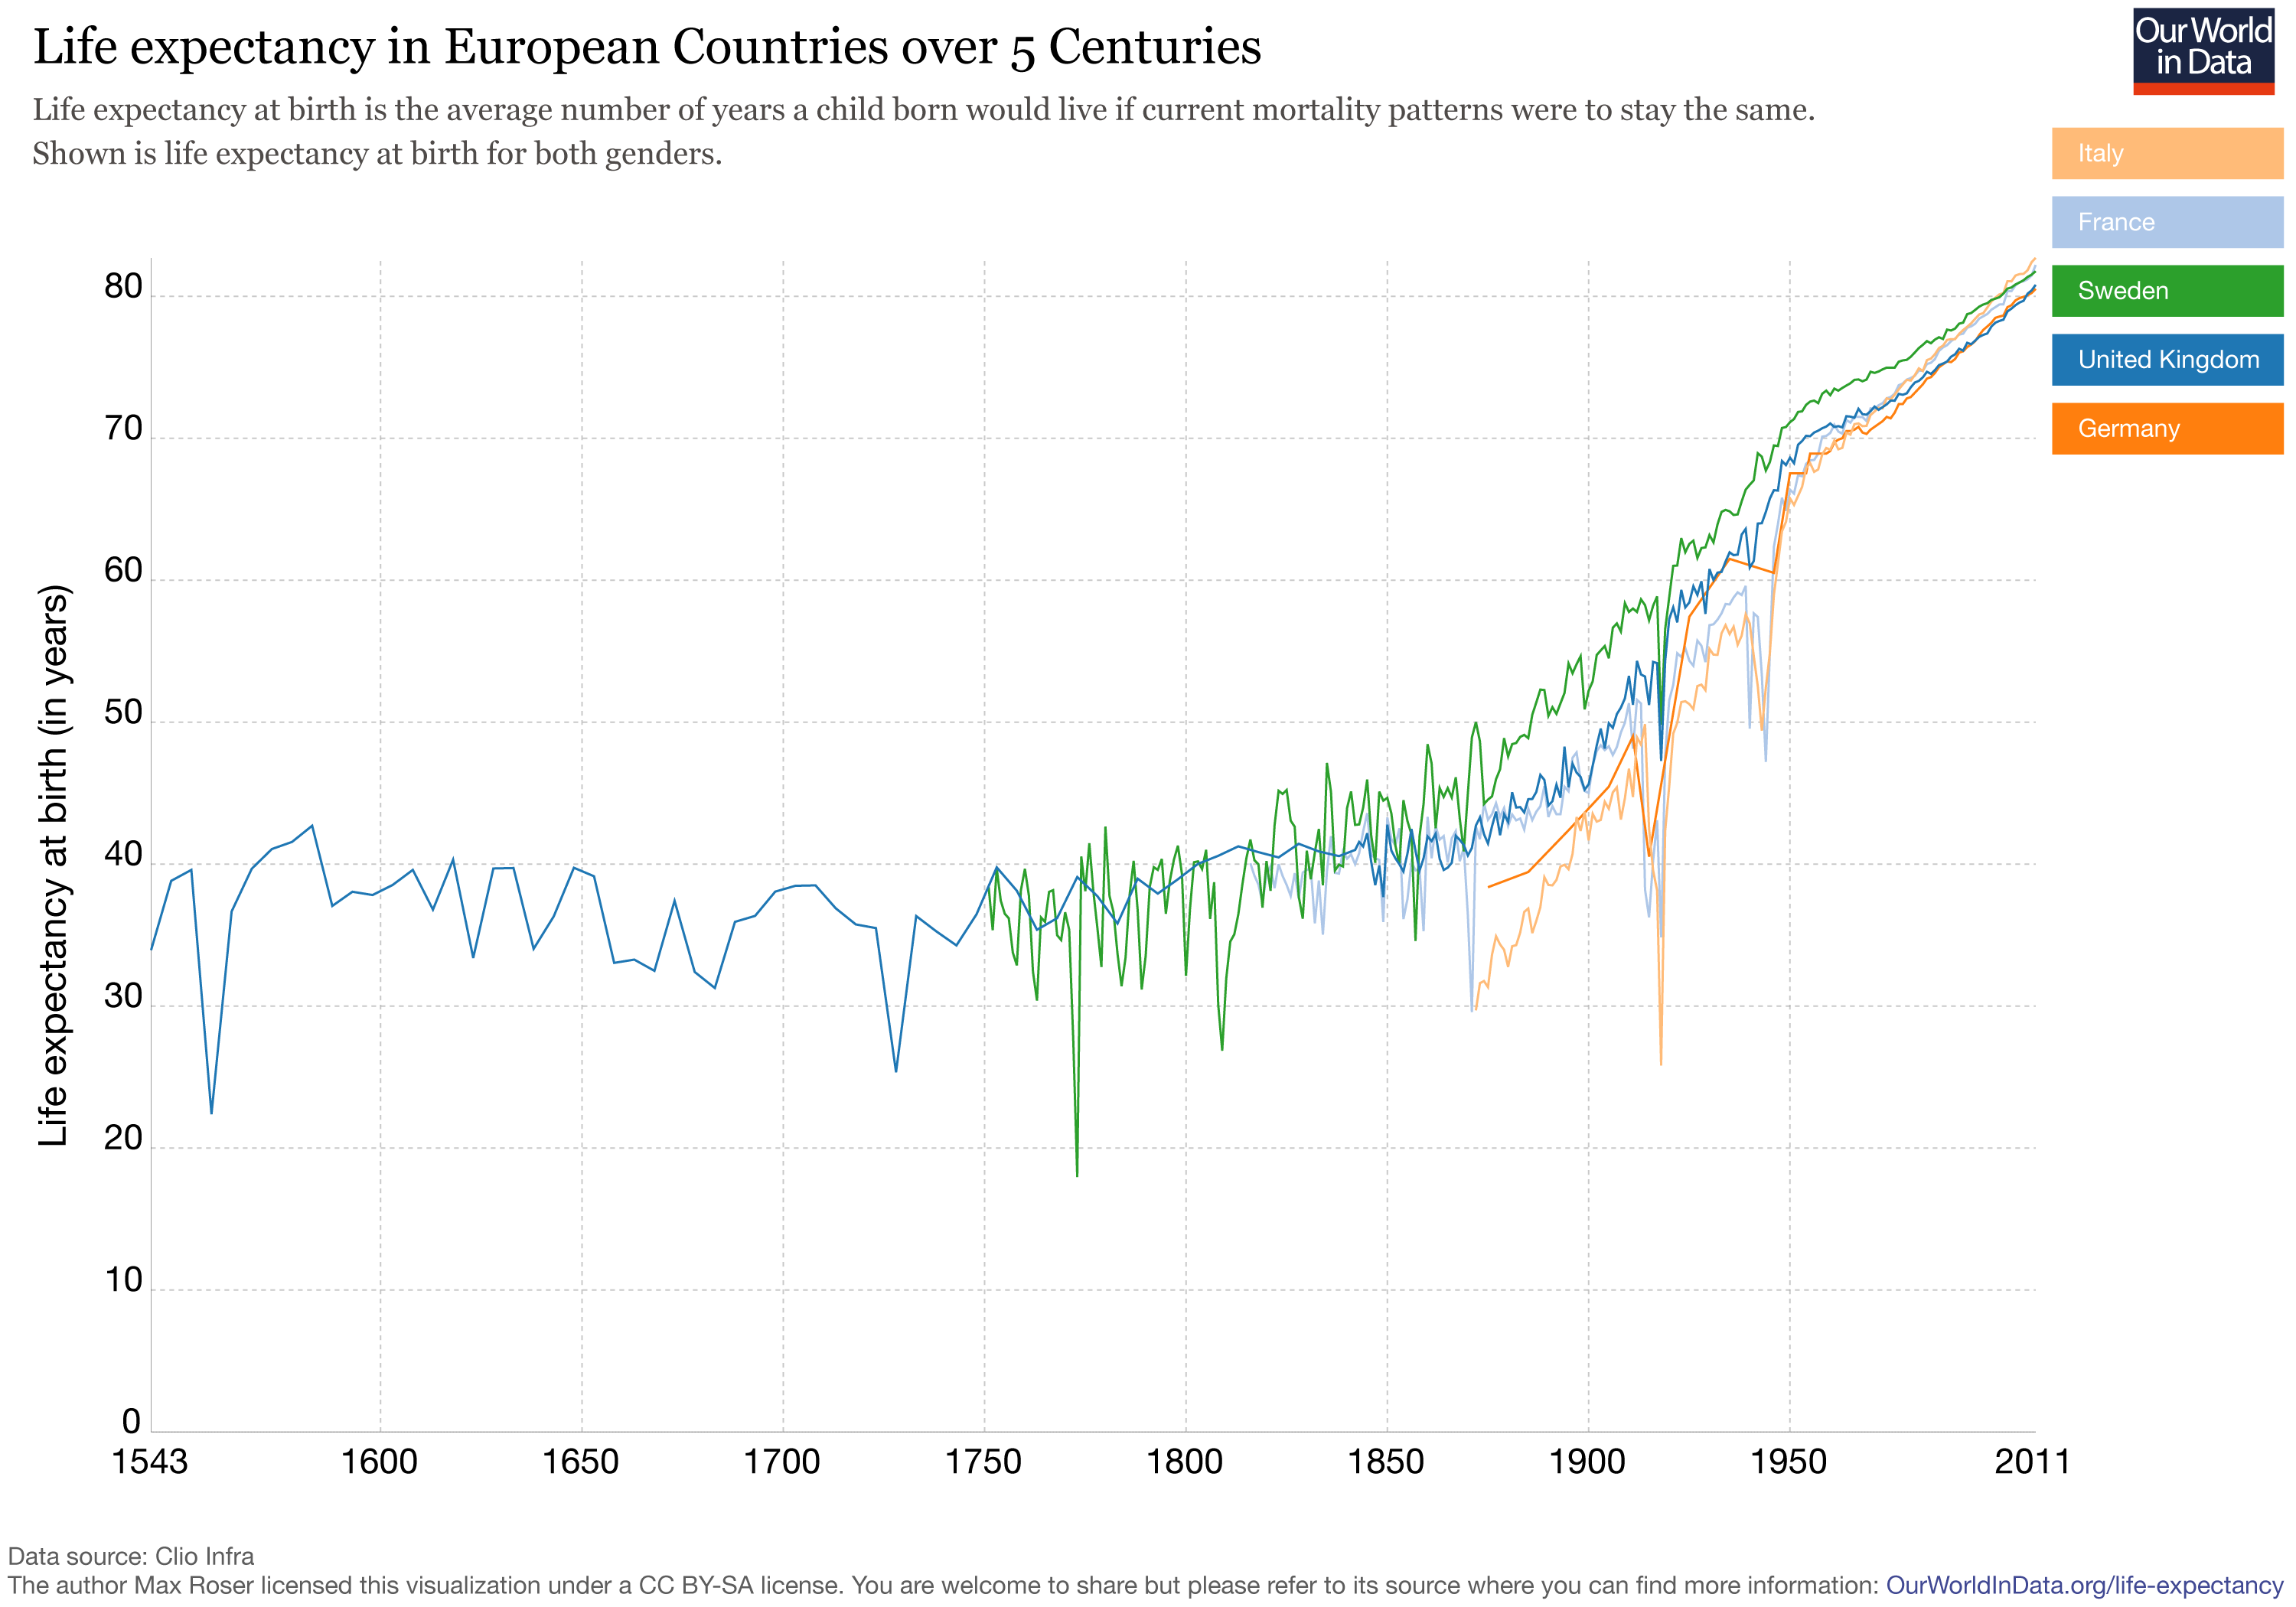 Life expectancy in European Countries over 5 Centuries
Our World
in Data
Life expectancy at birth is the average number of years a child born would live if current mortality patterns were to stay the same.
Shown is life expectancy at birth for both genders.
Italy
France
Sweden
United Kingdom
Germany
Life expectancy at birth (in years)
80
70
60
50
40
30
20
10
0
1543 1600 1650 1700 1750 1800 1850 1900 1950 2011
Data source: Clio Infra
The author Max Roser licensed this visualization under a CC BY-SA license. You are welcome to share but please refer to its source where you can find more information: OurWorldInData.org/life-expectancy